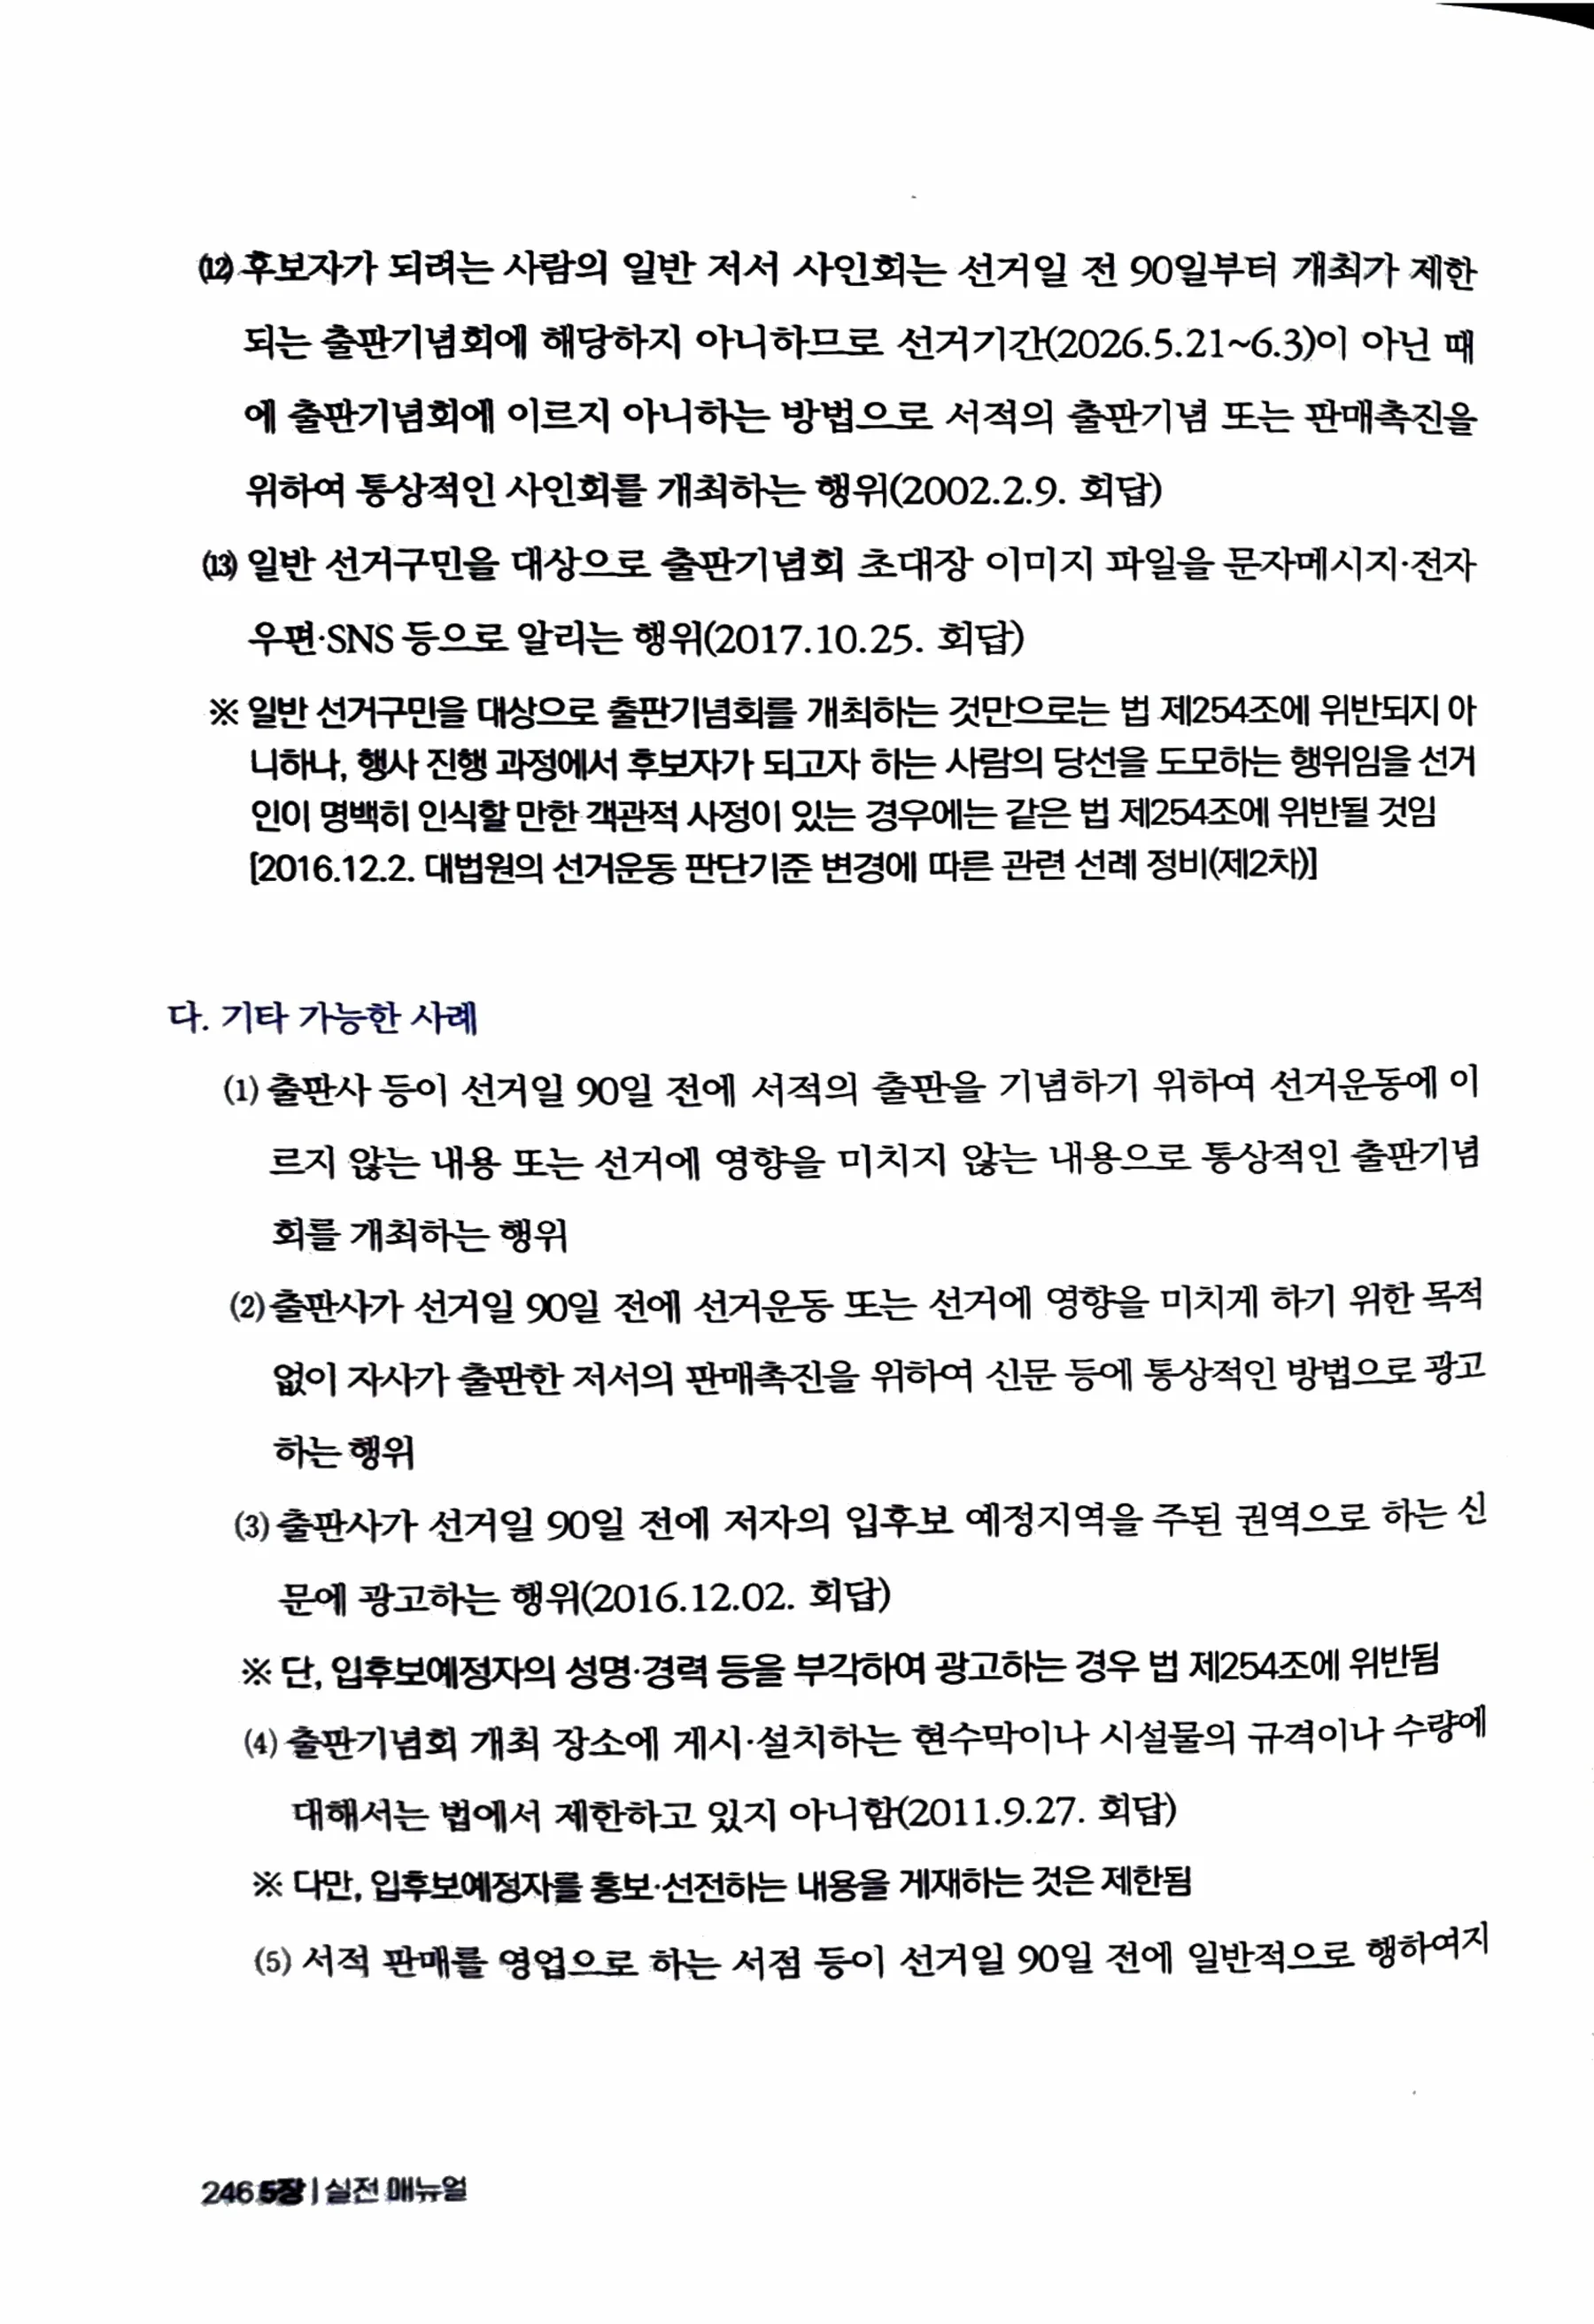 ⑿ 후보자가 되려는 사람의 일반 저서 사인회는 선거일 전 90일부터 개최가 제한
되는 출판기념회에 해당하지 아니하므로 선거기간(2026.5.21~6.3)이 아닌 때
에 출판기념회에 이르지 아니하는 방법으로 서적의 출판기념 또는 판매촉진을
위하여 통상적인 사인회를 개최하는 행위(2002.2.9. 회답)
⒀ 일반 선거구민을 대상으로 출판기념회 초대장 이미지 파일을 문자메시지·전자
우편·SNS 등으로 알리는 행위(2017.10.25. 회답)
※ 일반 선거구민을 대상으로 출판기념회를 개최하는 것만으로는 법 제254조에 위반되지 아
니하나, 행사 진행 과정에서 후보자가 되고자 하는 사람의 당선을 도모하는 행위임을 선거
인이 명백히 인식할 만한 객관적 사정이 있는 경우에는 같은 법 제254조에 위반될 것임
[2016.12.2. 대법원의 선거운동 판단기준 변경에 따른 관련 선례 정비(제2차)]
다. 기타 가능한 사례
(1) 출판사 등이 선거일 90일 전에 서적의 출판을 기념하기 위하여 선거운동에 이
르지 않는 내용 또는 선거에 영향을 미치지 않는 내용으로 통상적인 출판기념
회를 개최하는 행위
(2) 출판사가 선거일 90일 전에 선거운동 또는 선거에 영향을 미치게 하기 위한 목적
없이 자사가 출판한 저서의 판매촉진을 위하여 신문 등에 통상적인 방법으로 광고
하는 행위
(3) 출판사가 선거일 90일 전에 저자의 입후보 예정지역을 주된 권역으로 하는 신
문에 광고하는 행위(2016.12.02. 회답)
※ 단, 입후보예정자의 성명·경력 등을 부각하여 광고하는 경우 법 제254조에 위반됨
(4) 출판기념회 개최 장소에 게시·설치하는 현수막이나 시설물의 규격이나 수량에
대해서는 법에서 제한하고 있지 아니함(2011.9.27. 회답)
※ 다만, 입후보예정자를 홍보·선전하는 내용을 게재하는 것은 제한됨
(5) 서적 판매를 영업으로 하는 서점 등이 선거일 90일 전에 일반적으로 행하여지
246 5장 | 실전 매뉴얼